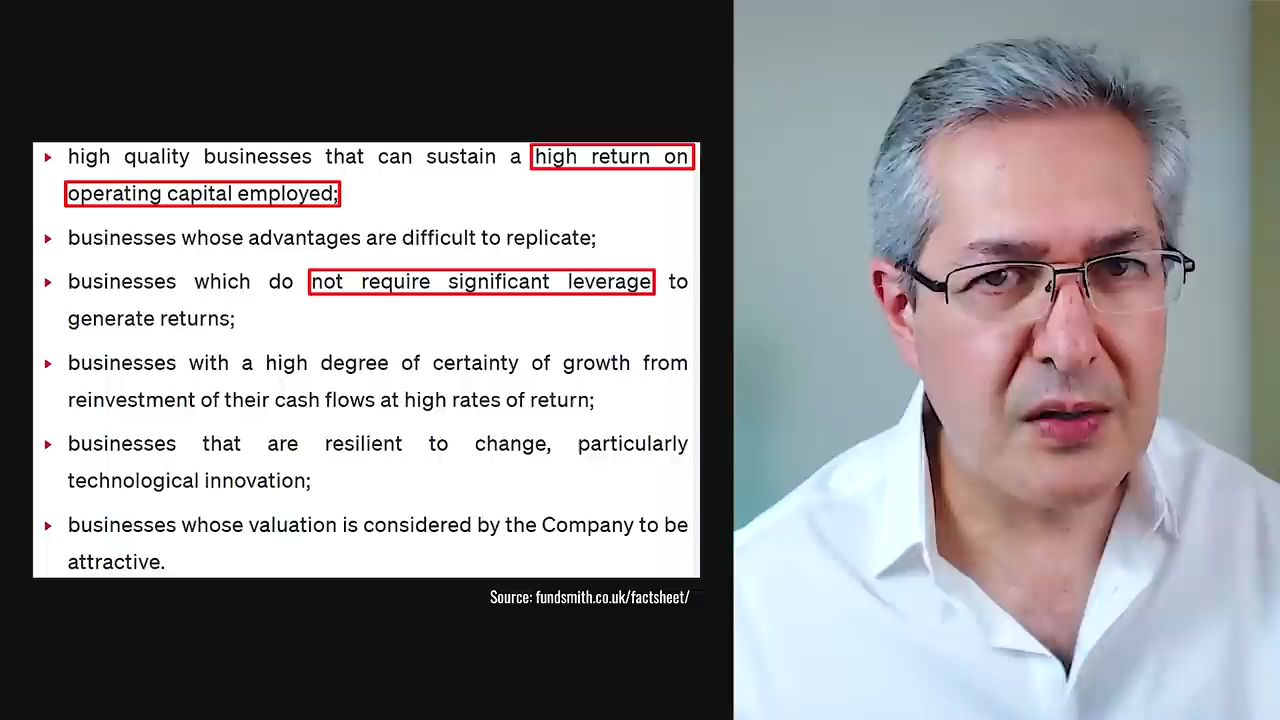 high quality businesses that can sustain a high return on
operating capital employed;
businesses whose advantages are difficult to replicate;
businesses which do not require significant leverage to
generate returns;
businesses with a high degree of certainty of growth from
reinvestment of their cash flows at high rates of return;
businesses that are resilient to change, particularly
technological innovation;
businesses whose valuation is considered by the Company to be
attractive.
Source: fundsmith.co.uk/factsheet/